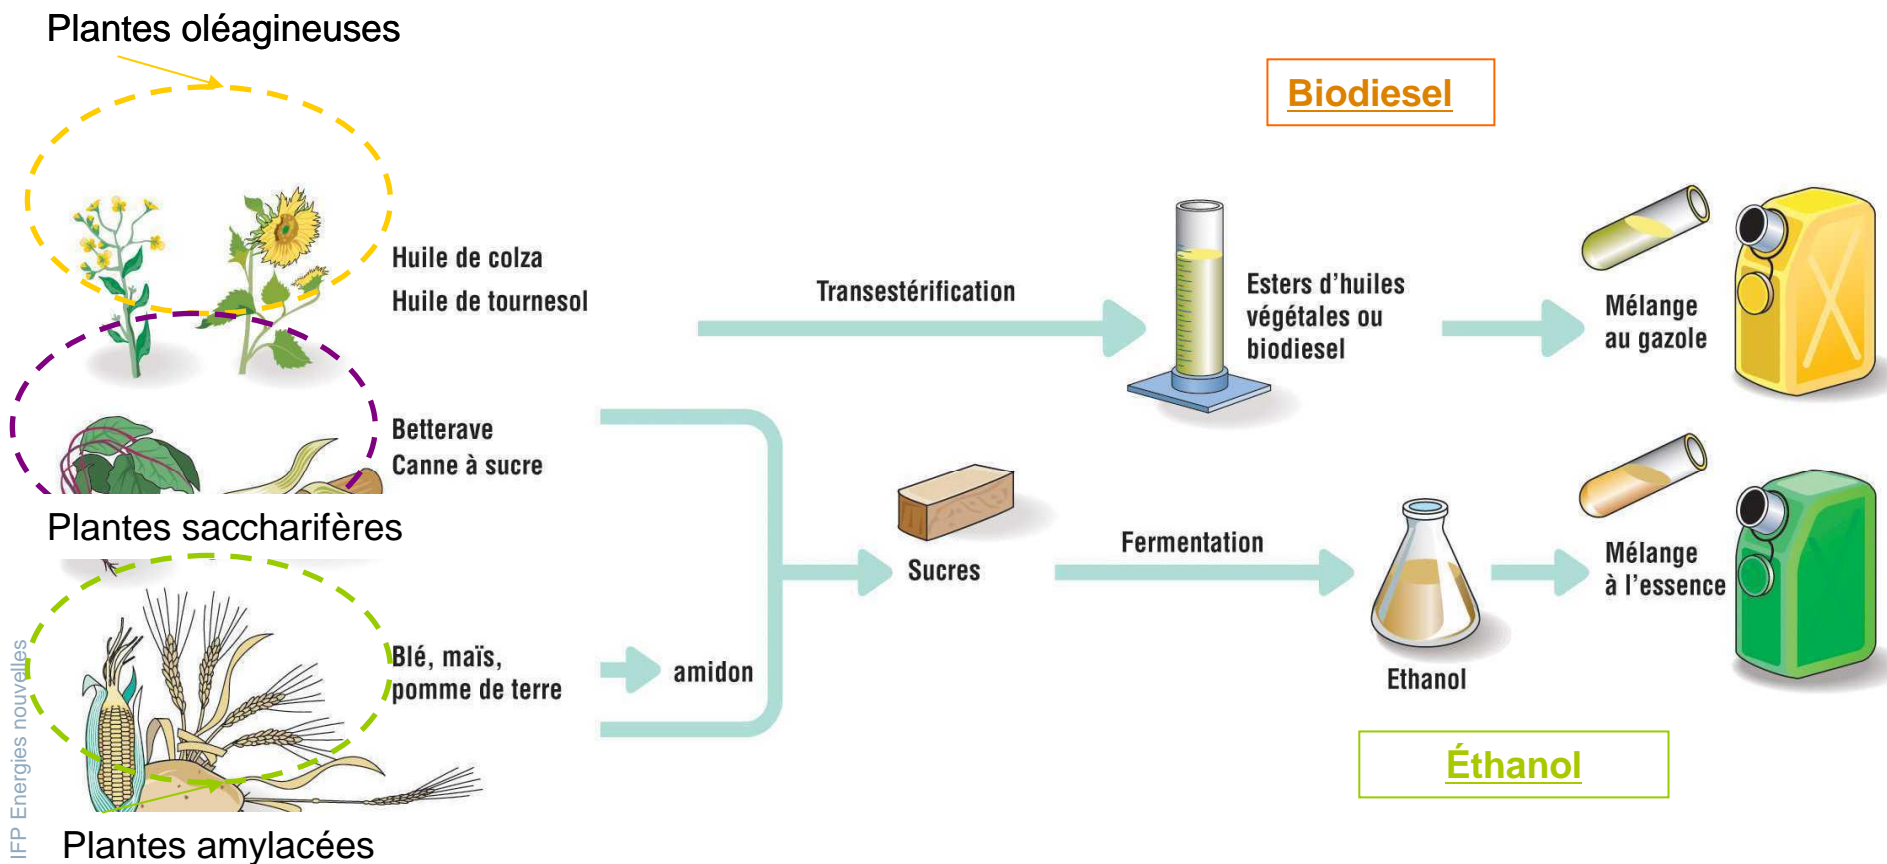 Plantes oléagineuses
Biodiesel
Huile de colza
Huile de tournesol
Transestérification
Esters d'huiles
végétales ou
biodiesel
Mélange
au gazole
Betterave
Canne à sucre
Plantes saccharifères
Sucres
Fermentation
Ethanol
Mélange
à l'essence
Blé, maïs,
pomme de terre
amidon
Éthanol
Plantes amylacées
IFP Energies nouvelles